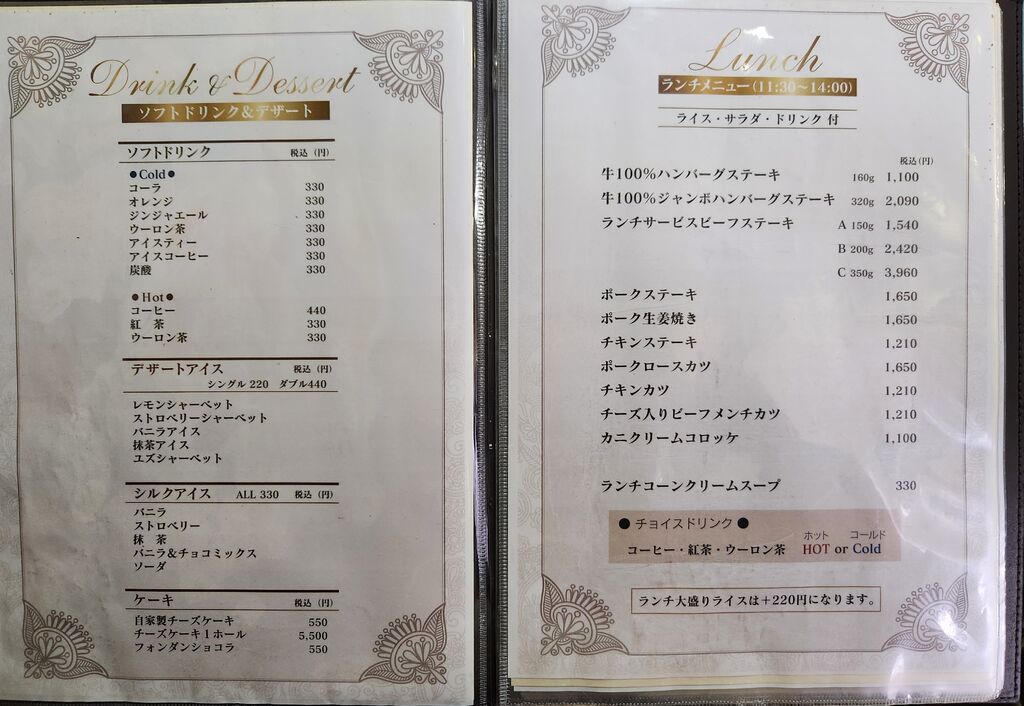 Drink & Dessert
ソフトドリンク&デザート
ソフトドリンク 税込（円）
●Cold●
コーラ 330
オレンジ 330
ジンジャエール 330
ウーロン茶 330
アイスティー 330
アイスコーヒー 330
炭酸 330
●Hot●
コーヒー 440
紅 茶 330
ウーロン茶 330
デザートアイス 税込（円）
シングル 220 ダブル440
レモンシャーベット
ストロベリーシャーベット
バニラアイス
抹茶アイス
ユズシャーベット
シルクアイス ALL 330 税込（円）
バニラ
ストロベリー
抹 茶
バニラ&チョコミックス
ソーダ
ケーキ 税込（円）
自家製チーズケーキ 550
チーズケーキ1ホール 5,500
フォンダンショコラ 550
Lunch
ランチメニュー（11:30～14:00）
ライス・サラダ・ドリンク 付
税込（円）
牛100%ハンバーグステーキ 160g 1,100
牛100%ジャンボハンバーグステーキ 320g 2,090
ランチサービスビーフステーキ A 150g 1,540
B 200g 2,420
C 350g 3,960
ポークステーキ 1,650
ポーク生姜焼き 1,650
チキンステーキ 1,210
ポークロースカツ 1,650
チキンカツ 1,210
チーズ入りビーフメンチカツ 1,210
カニクリームコロッケ 1,100
ランチコーンクリームスープ 330
●チョイスドリンク●
ホット コールド
コーヒー・紅茶・ウーロン茶 HOT or Cold
ランチ大盛りライスは+220円になります。